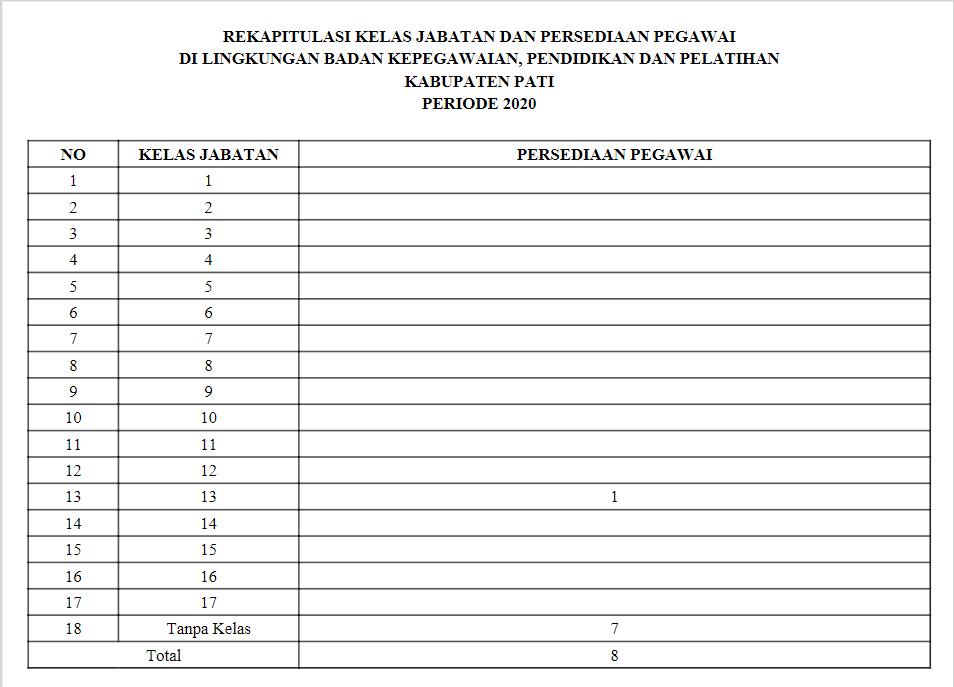 REKAPITULASI KELAS JABATAN DAN PERSEDIAAN PEGAWAI
DI LINGKUNGAN BADAN KEPEGAWAIAN, PENDIDIKAN DAN PELATIHAN
KABUPATEN PATI
PERIODE 2020
NO KELAS JABATAN PERSEDIAAN PEGAWAI
1 1
2 2
3 3
4 4
5 5
6 6
7 7
8 8
9 9
10 10
11 11
12 12
13 13 1
14 14
15 15
16 16
17 17
18 Tanpa Kelas 7
Total 8